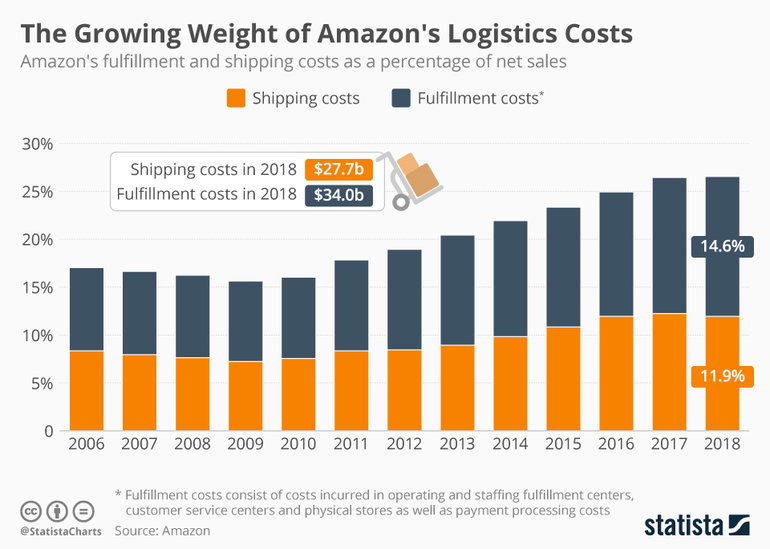 The Growing Weight of Amazon's Logistics Costs
Amazon's fulfillment and shipping costs as a percentage of net sales
Shipping costs
Fulfillment costs*
30%
25%
20%
15%
10%
5%
0
Shipping costs in 2018 $27.7b
Fulfillment costs in 2018 $34.0b
14.6%
11.9%
2006 2007 2008 2009 2010 2011 2012 2013 2014 2015 2016 2017 2018
* Fulfillment costs consist of costs incurred in operating and staffing fulfillment centers,
customer service centers and physical stores as well as payment processing costs
cc
@StatistaCharts
Source: Amazon
statista